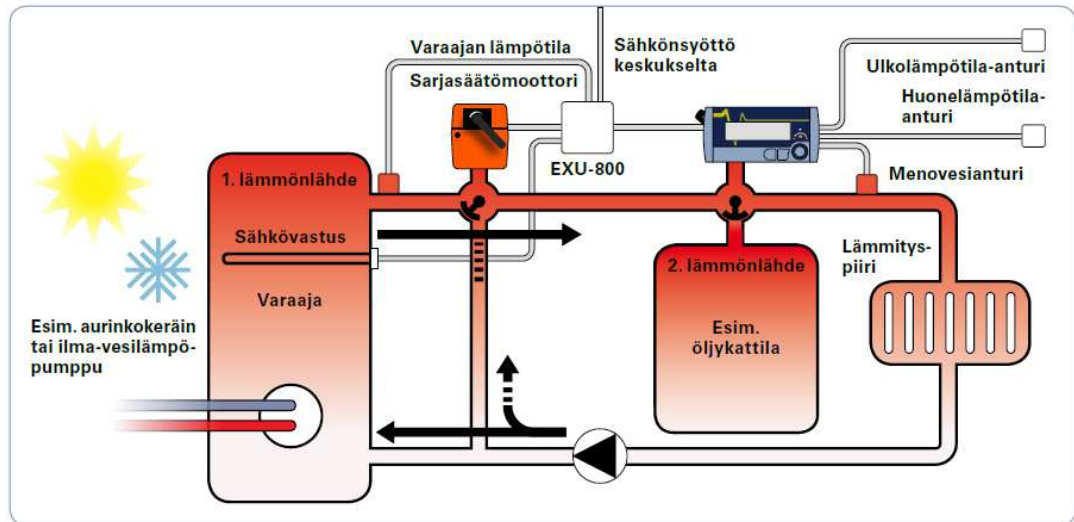 Varaajan lämpötila
Sarjasäätömoottori
Sähkönsyöttö
keskukselta
Ulkolämpötila-anturi
Huonelämpötila-
anturi
EXU-800
Menovesianturi
1. lämmönlähde
Sähkövastus
Varaaja
Esim. aurinkokeräin
tai ilma-vesilämpö-
pumppu
2. lämmönlähde
Esim.
öljykattila
Lämmitys-
piiri